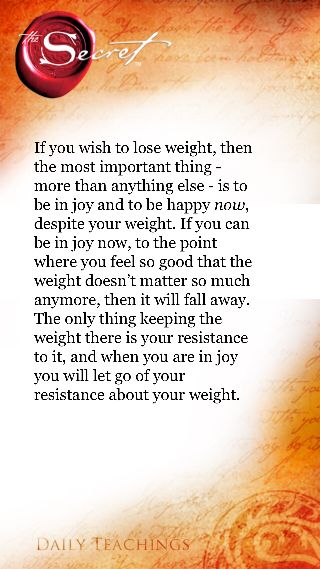 the Secret™
If you wish to lose weight, then
the most important thing -
more than anything else - is to
be in joy and to be happy now,
despite your weight. If you can
be in joy now, to the point
where you feel so good that the
weight doesn't matter so much
anymore, then it will fall away.
The only thing keeping the
weight there is your resistance
to it, and when you are in joy
you will let go of your
resistance about your weight.
DAILY TEACHINGS